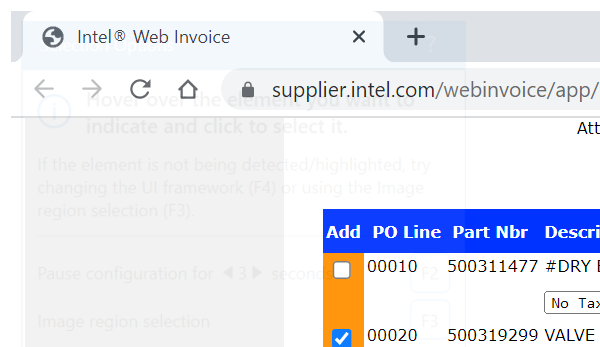 Intel® Web Invoice
Selection Options ?
supplier.intel.com/webinvoice/app/
Hover over the element you want to
indicate and click to select it.
Att
If the element is not being detected/highlighted, try
changing the UI framework (F4) or using the Image
region selection (F3).
Add PO Line Part Nbr Descri
00010 500311477 #DRY E
Pause configuration for 3 seconds F2
No Tax
Image region selection F3
00020 500319299 VALVE